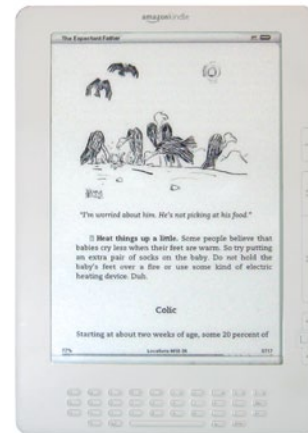 amazonkindle
The Expectant Father
"I'm worried about him. He's not picking at his food."
Heat things up a little. Some people believe that
babies cry less when their feet are warm. So try putting
an extra pair of socks on the baby. Do not hold the
baby's feet over a fire or use some kind of electric
heating device. Duh.
Colic
Starting at about two weeks of age, some 20 percent of